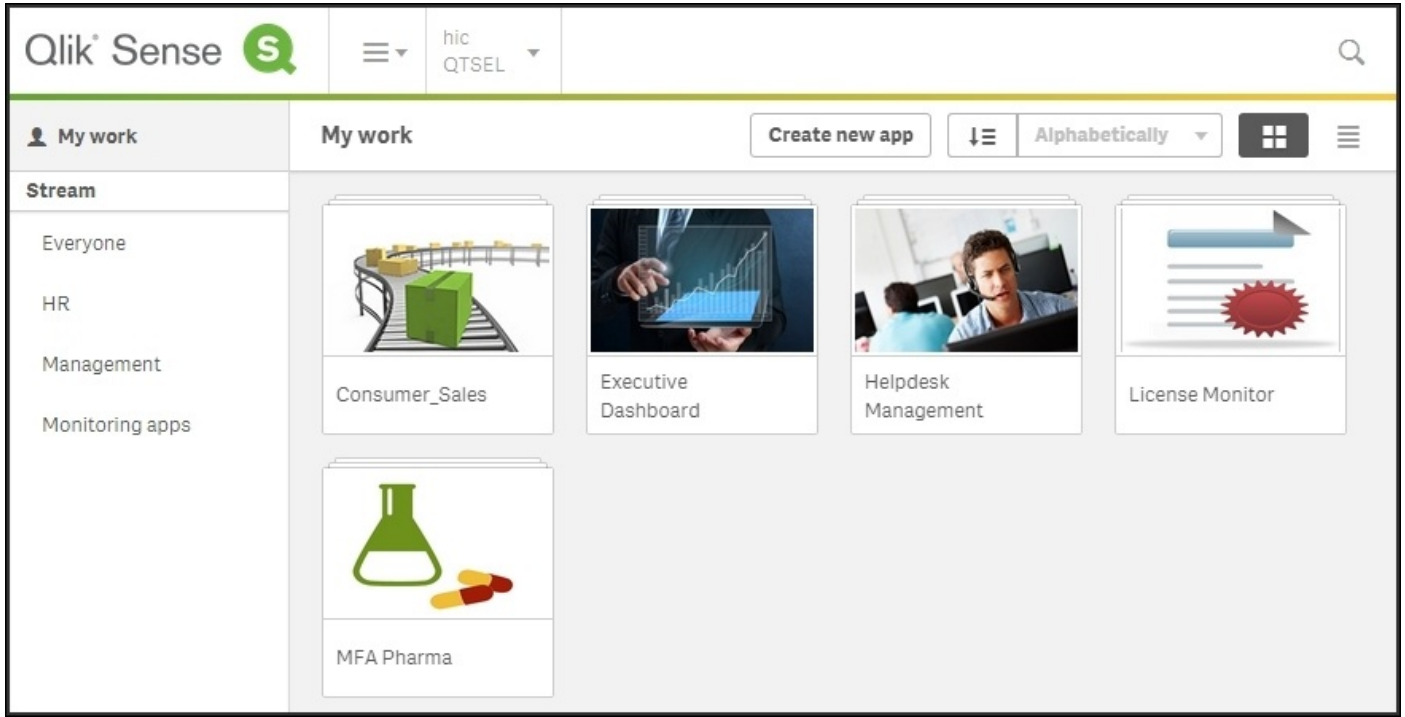 Qlik Sense S
hic
QTSEL
My work
Stream
Everyone
HR
Management
Monitoring apps
My work
Create new app
Alphabetically
Consumer_Sales
Executive
Dashboard
Helpdesk
Management
License Monitor
MFA Pharma